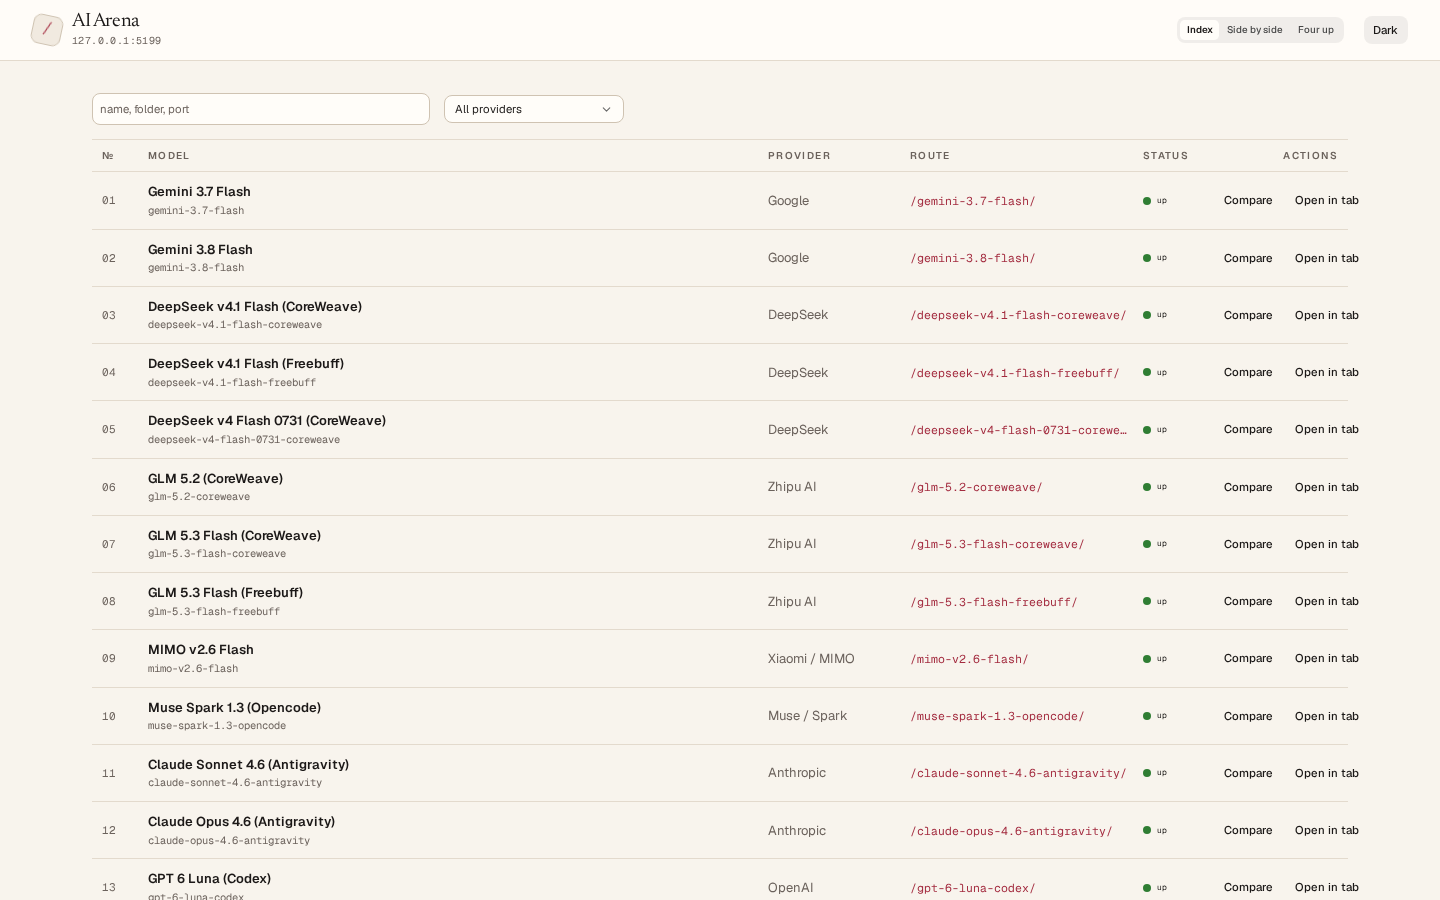 AI Arena
127.0.0.1:5199
Index Side by side Four up Dark
name, folder, port All providers
№ MODEL PROVIDER ROUTE STATUS ACTIONS
01 Gemini 3.7 Flash Google /gemini-3.7-flash/ up Compare Open in tab
gemini-3.7-flash
02 Gemini 3.8 Flash Google /gemini-3.8-flash/ up Compare Open in tab
gemini-3.8-flash
03 DeepSeek v4.1 Flash (CoreWeave) DeepSeek /deepseek-v4.1-flash-coreweave/ up Compare Open in tab
deepseek-v4.1-flash-coreweave
04 DeepSeek v4.1 Flash (Freebuff) DeepSeek /deepseek-v4.1-flash-freebuff/ up Compare Open in tab
deepseek-v4.1-flash-freebuff
05 DeepSeek v4 Flash 0731 (CoreWeave) DeepSeek /deepseek-v4-flash-0731-corewe… up Compare Open in tab
deepseek-v4-flash-0731-coreweave
06 GLM 5.2 (CoreWeave) Zhipu AI /glm-5.2-coreweave/ up Compare Open in tab
glm-5.2-coreweave
07 GLM 5.3 Flash (CoreWeave) Zhipu AI /glm-5.3-flash-coreweave/ up Compare Open in tab
glm-5.3-flash-coreweave
08 GLM 5.3 Flash (Freebuff) Zhipu AI /glm-5.3-flash-freebuff/ up Compare Open in tab
glm-5.3-flash-freebuff
09 MIMO v2.6 Flash Xiaomi / MIMO /mimo-v2.6-flash/ up Compare Open in tab
mimo-v2.6-flash
10 Muse Spark 1.3 (Opencode) Muse / Spark /muse-spark-1.3-opencode/ up Compare Open in tab
muse-spark-1.3-opencode
11 Claude Sonnet 4.6 (Antigravity) Anthropic /claude-sonnet-4.6-antigravity/ up Compare Open in tab
claude-sonnet-4.6-antigravity
12 Claude Opus 4.6 (Antigravity) Anthropic /claude-opus-4.6-antigravity/ up Compare Open in tab
claude-opus-4.6-antigravity
13 GPT 6 Luna (Codex) OpenAI /gpt-6-luna-codex/ up Compare Open in tab
gpt-6-luna-codex